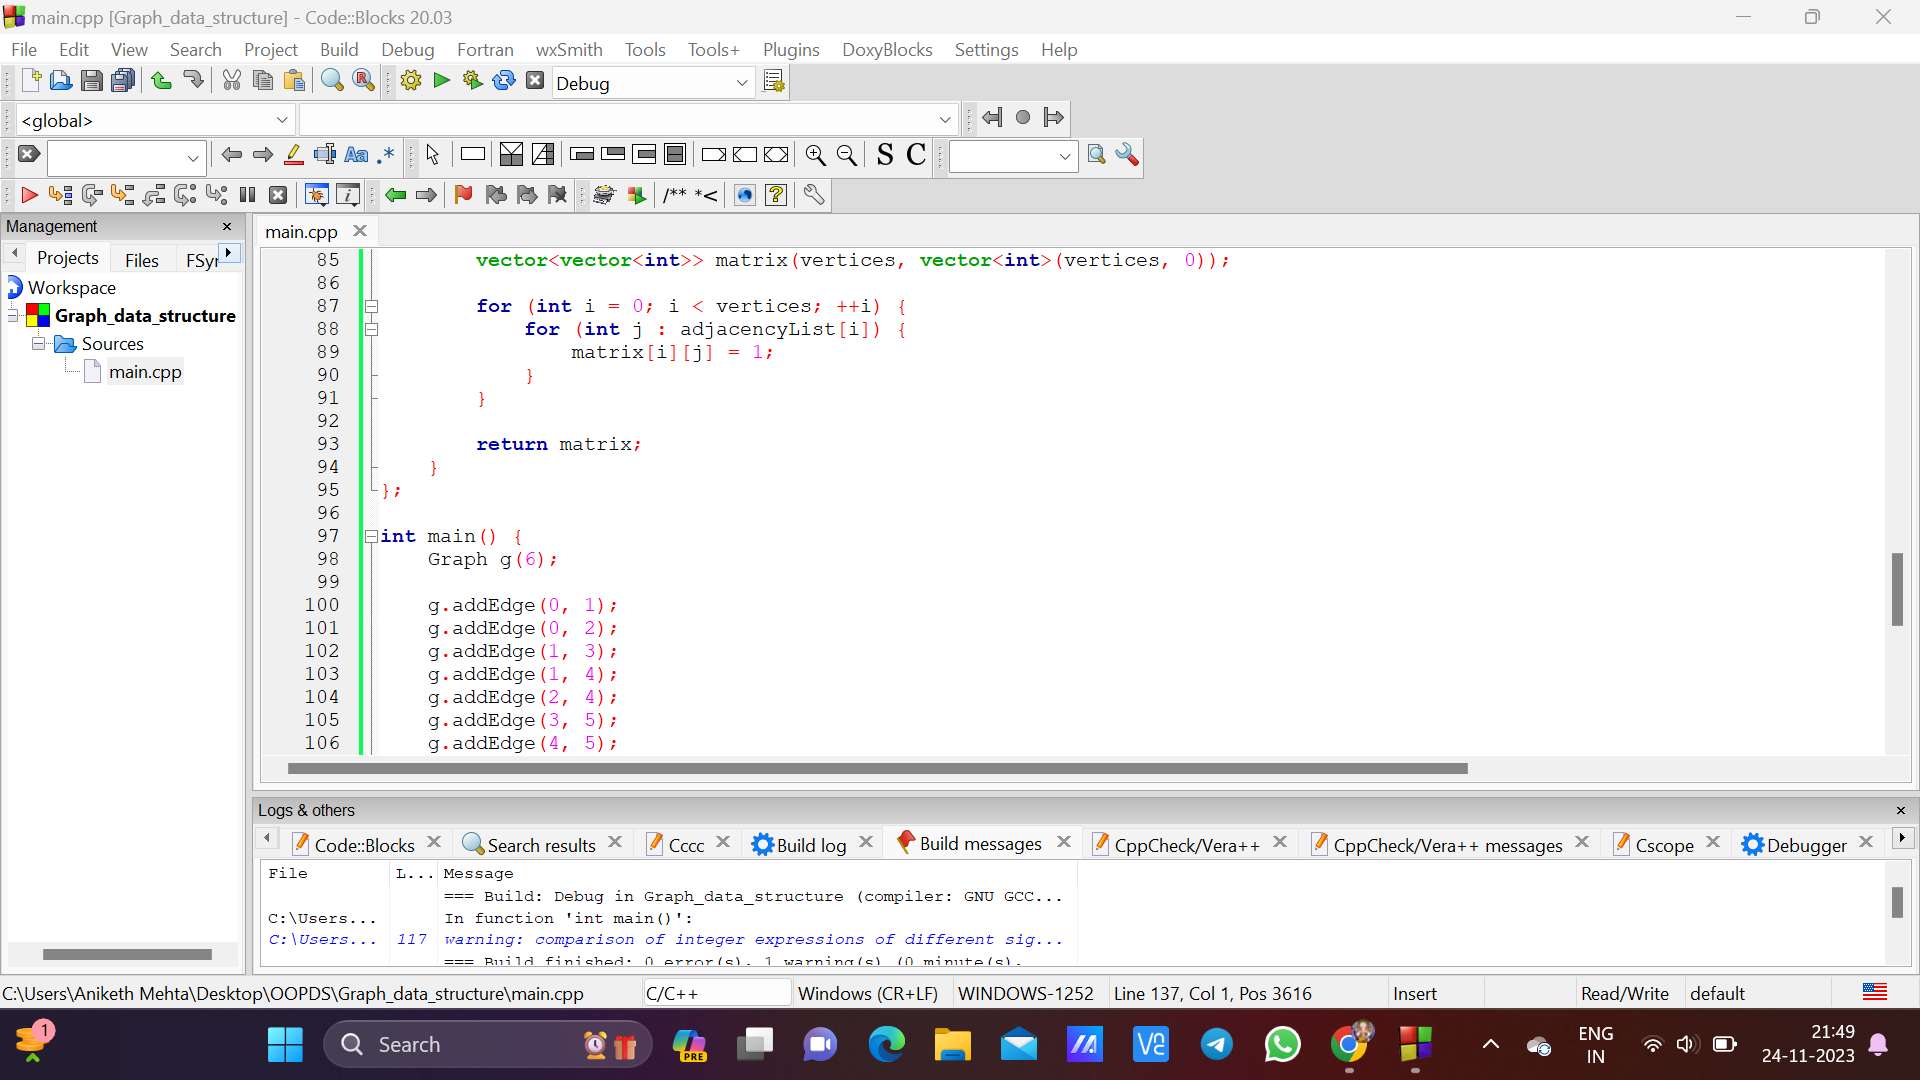 main.cpp [Graph_data_structure] - Code::Blocks 20.03
File Edit View Search Project Build Debug Fortran wxSmith Tools Tools+ Plugins DoxyBlocks Settings Help
Debug
<global>
Aa .*
S C
/** *<
Management
main.cpp
Projects Files FSyr
Workspace
Graph_data_structure
Sources
main.cpp
85 vector<vector<int>> matrix(vertices, vector<int>(vertices, 0));
86
87 for (int i = 0; i < vertices; ++i) {
88 for (int j : adjacencyList[i]) {
89 matrix[i][j] = 1;
90 }
91 }
92
93 return matrix;
94 }
95 };
96
97 int main() {
98 Graph g(6);
99
100 g.addEdge(0, 1);
101 g.addEdge(0, 2);
102 g.addEdge(1, 3);
103 g.addEdge(1, 4);
104 g.addEdge(2, 4);
105 g.addEdge(3, 5);
106 g.addEdge(4, 5);
Logs & others
Code::Blocks Search results Cccc Build log Build messages CppCheck/Vera++ CppCheck/Vera++ messages Cscope Debugger
File L... Message
=== Build: Debug in Graph_data_structure (compiler: GNU GCC...
C:\Users... In function 'int main()':
C:\Users... 117 warning: comparison of integer expressions of different sig...
=== Build finished: 0 error(s), 1 warning(s) (0 minute(s),
C:\Users\Aniketh Mehta\Desktop\OOPDS\Graph_data_structure\main.cpp C/C++ Windows (CR+LF) WINDOWS-1252 Line 137, Col 1, Pos 3616 Insert Read/Write default
1
Search
PRE
ENG
IN
21:49
24-11-2023